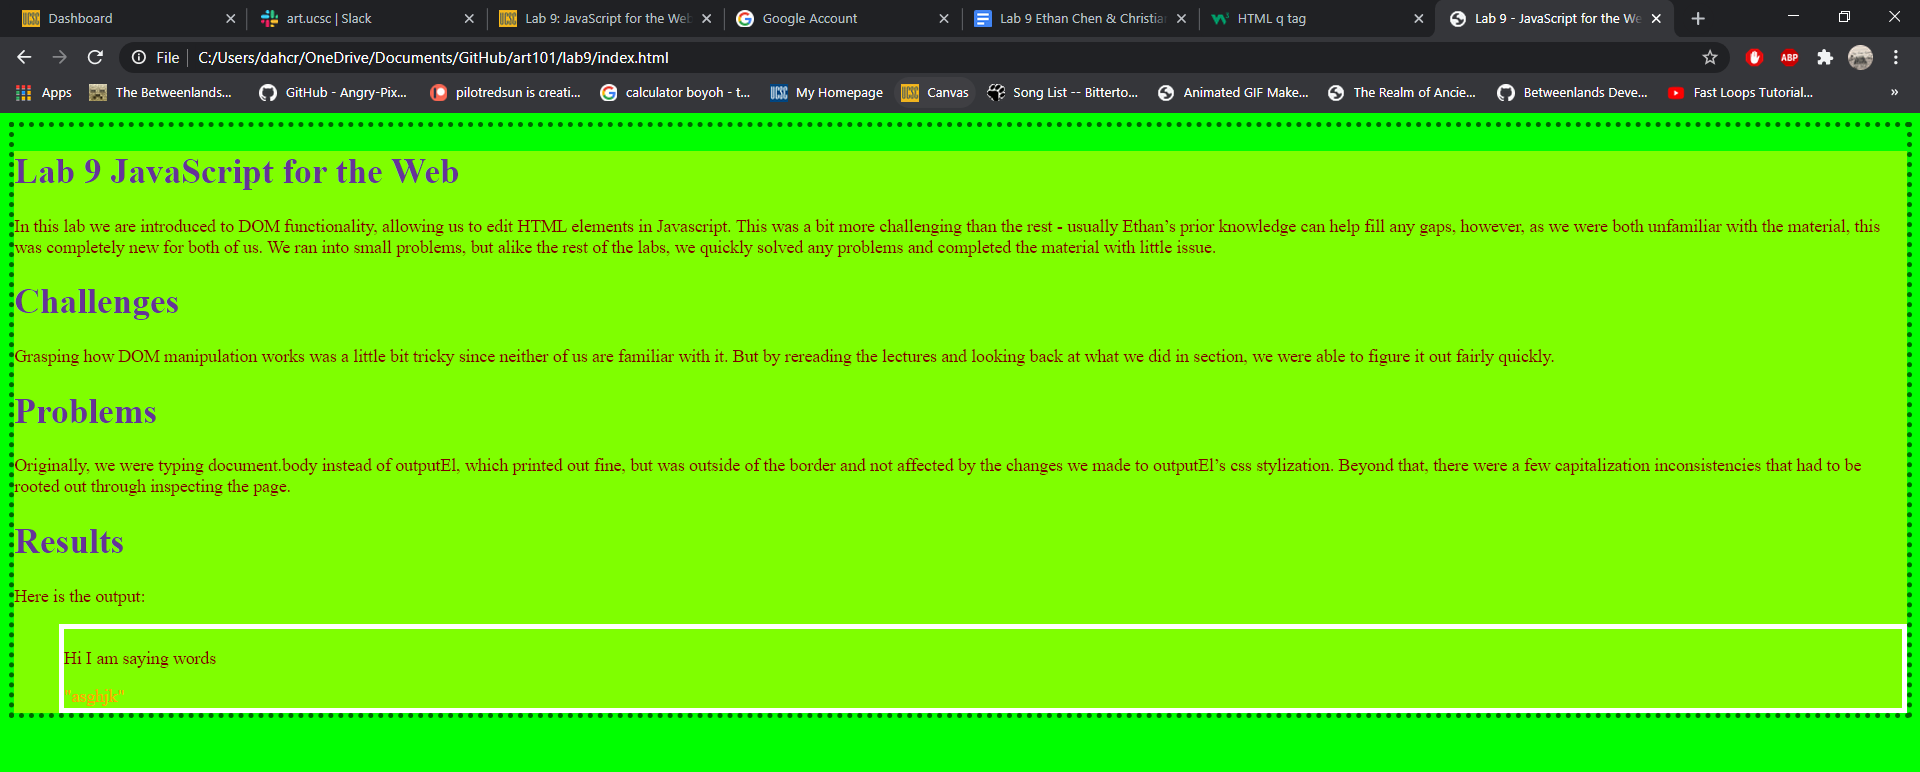 Dashboard
art.ucsc | Slack
Lab 9: JavaScript for the Web
Google Account
Lab 9 Ethan Chen & Christian
HTML q tag
Lab 9 - JavaScript for the We
File
C:/Users/dahcr/OneDrive/Documents/GitHub/art101/lab9/index.html
ABP
Apps
The Betweenlands...
GitHub - Angry-Pix...
pilotredsun is creati...
calculator boyoh - t...
UCSC
My Homepage
UCSC
Canvas
Song List -- Bitterto...
Animated GIF Make...
The Realm of Ancie...
Betweenlands Deve...
Fast Loops Tutorial...
»
Lab 9 JavaScript for the Web
In this lab we are introduced to DOM functionality, allowing us to edit HTML elements in Javascript. This was a bit more challenging than the rest - usually Ethan’s prior knowledge can help fill any gaps, however, as we were both unfamiliar with the material, this
was completely new for both of us. We ran into small problems, but alike the rest of the labs, we quickly solved any problems and completed the material with little issue.
Challenges
Grasping how DOM manipulation works was a little bit tricky since neither of us are familiar with it. But by rereading the lectures and looking back at what we did in section, we were able to figure it out fairly quickly.
Problems
Originally, we were typing document.body instead of outputEl, which printed out fine, but was outside of the border and not affected by the changes we made to outputEl’s css stylization. Beyond that, there were a few capitalization inconsistencies that had to be
rooted out through inspecting the page.
Results
Here is the output:
Hi I am saying words
"asghjk"